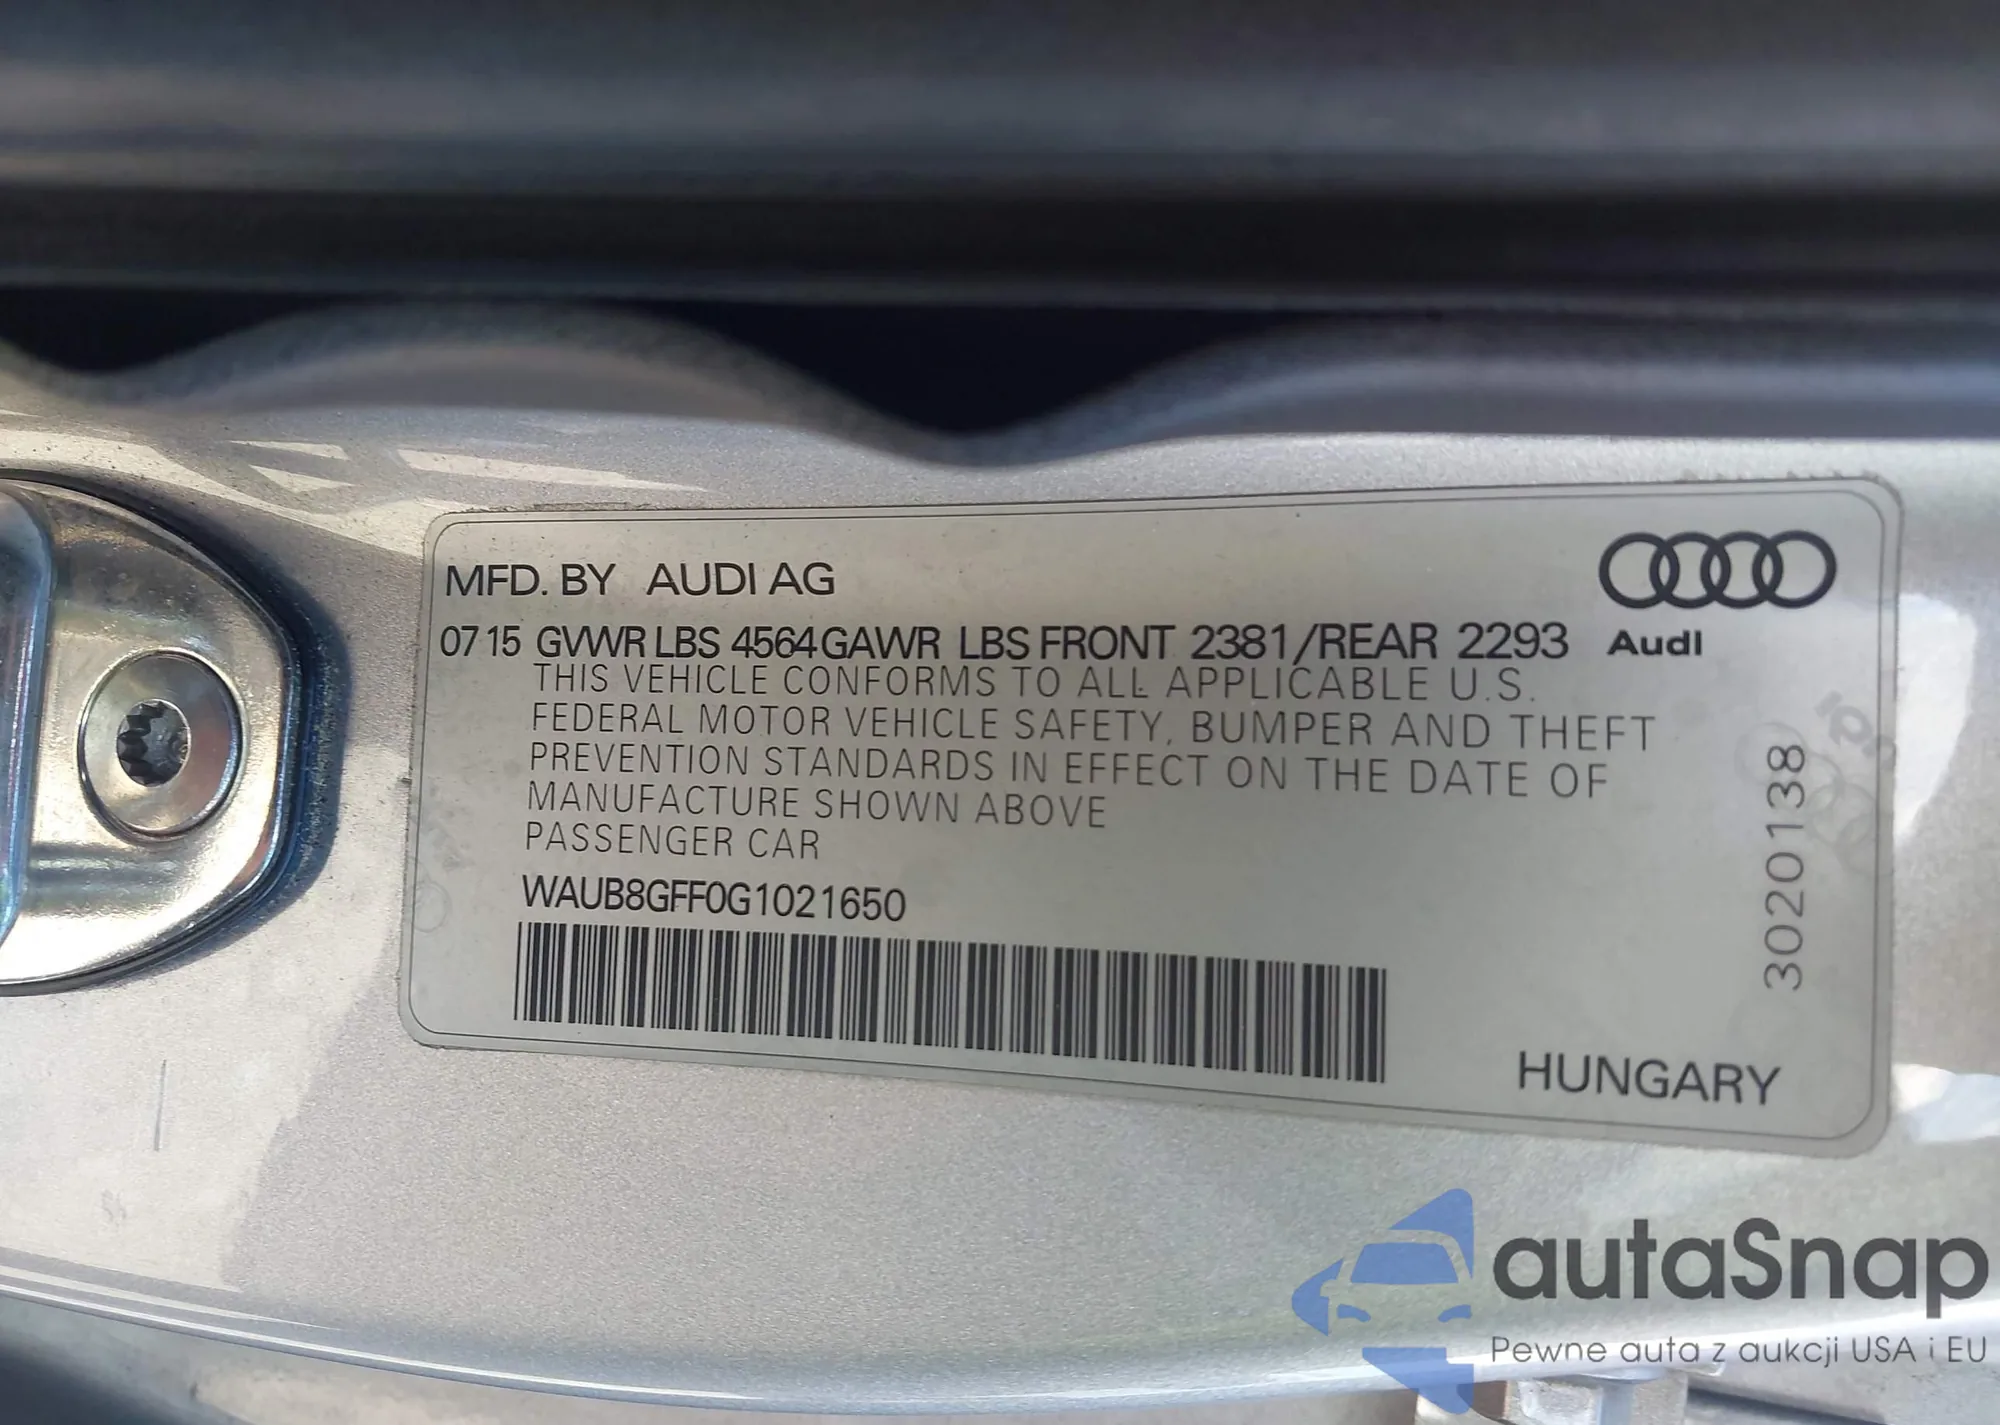 MFD. BY AUDI AG
07 15 GVWR LBS 4564 GAWR LBS FRONT 2381/REAR 2293
Audi
THIS VEHICLE CONFORMS TO ALL APPLICABLE U.S.
FEDERAL MOTOR VEHICLE SAFETY, BUMPER AND THEFT
PREVENTION STANDARDS IN EFFECT ON THE DATE OF
MANUFACTURE SHOWN ABOVE
PASSENGER CAR
WAUB8GFF0G1021650
3020138
HUNGARY
autaSnap
Pewne auta z aukcji USA i EU